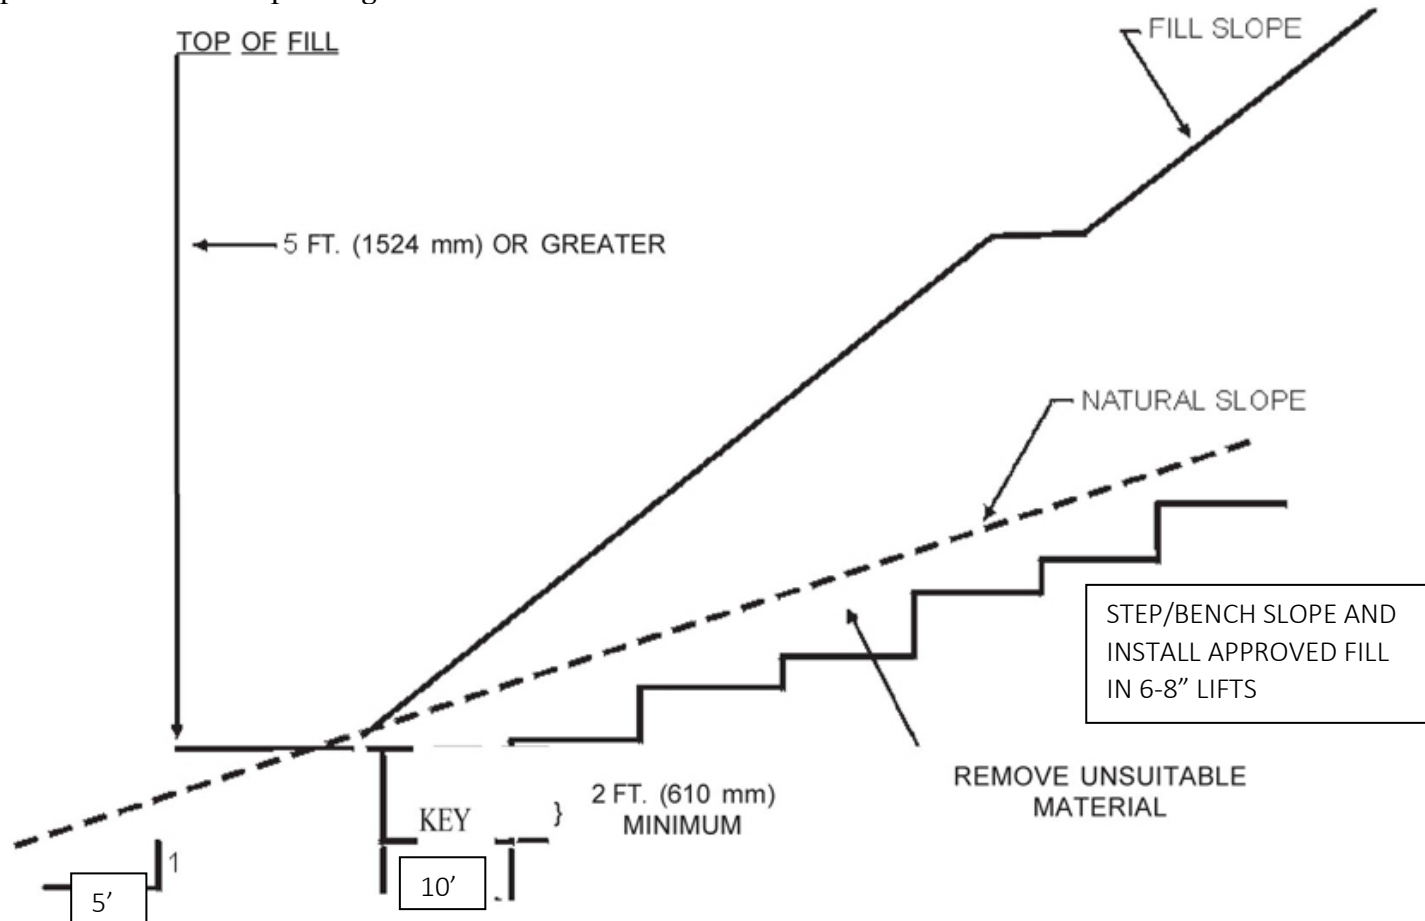 TOP OF FILL
FILL SLOPE
5 FT. (1524 mm) OR GREATER
NATURAL SLOPE
STEP/BENCH SLOPE AND
INSTALL APPROVED FILL
IN 6-8” LIFTS
2 FT. (610 mm)
MINIMUM
REMOVE UNSUITABLE
MATERIAL
KEY
}
1
5’
10’